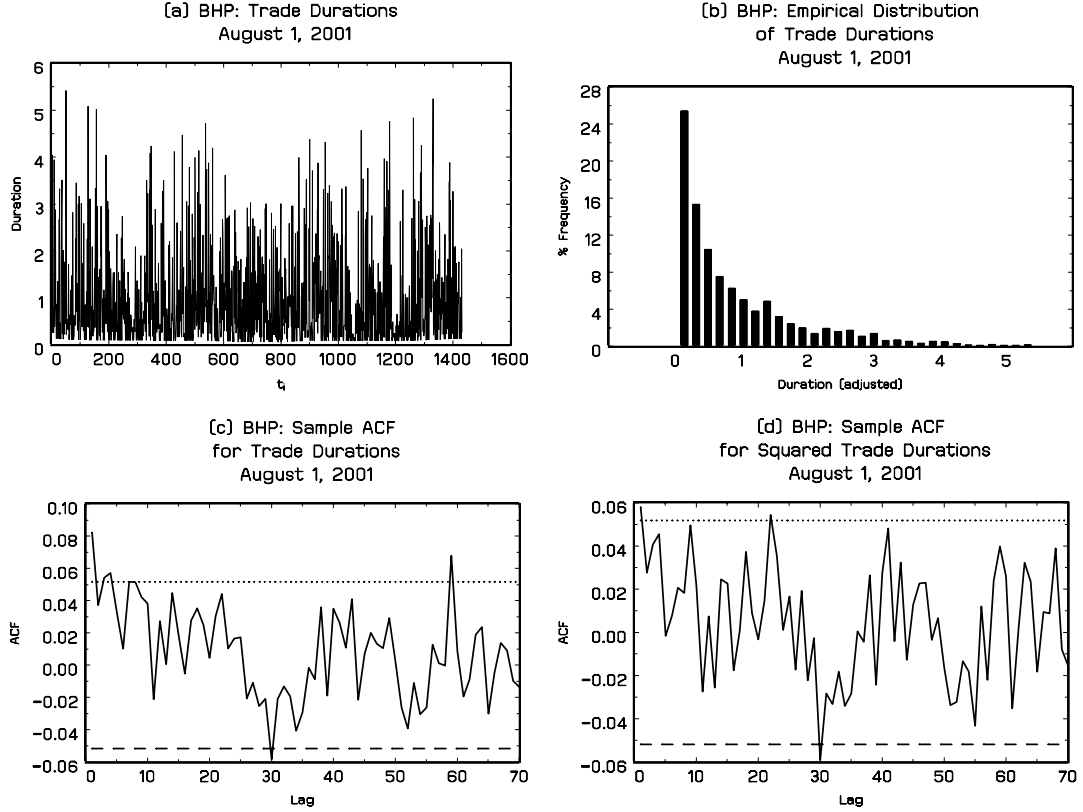 (a) BHP: Trade Durations
August 1, 2001
6
5
4
3
2
1
0
Duration
0 200 400 600 800 1000 1200 1400 1600
t_i
(b) BHP: Empirical Distribution
of Trade Durations
August 1, 2001
28
24
20
16
12
8
4
0
% Frequency
0 1 2 3 4 5
Duration (adjusted)
(c) BHP: Sample ACF
for Trade Durations
August 1, 2001
0.10
0.08
0.06
0.04
0.02
0.00
-0.02
-0.04
-0.06
ACF
0 10 20 30 40 50 60 70
Lag
(d) BHP: Sample ACF
for Squared Trade Durations
August 1, 2001
0.06
0.04
0.02
0.00
-0.02
-0.04
-0.06
ACF
0 10 20 30 40 50 60 70
Lag